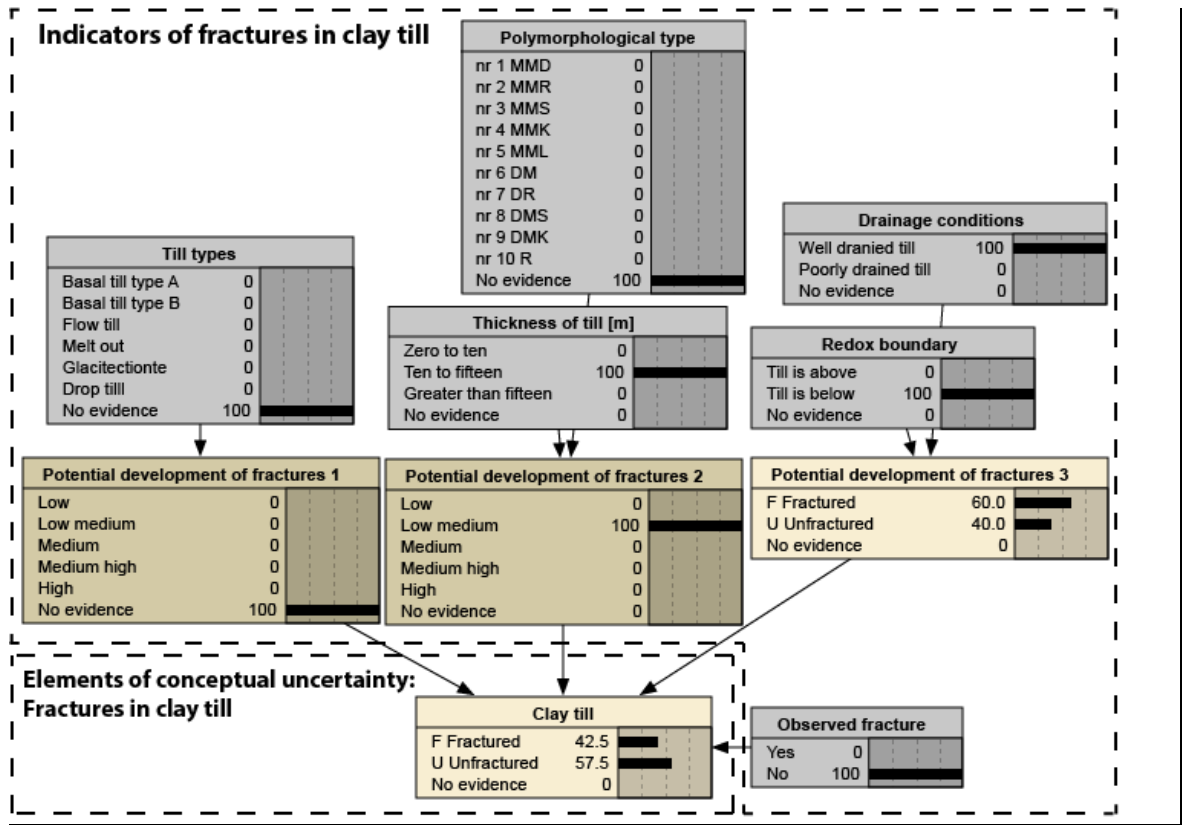 Indicators of fractures in clay till
Polymorphological type
nr 1 MMD 0
nr 2 MMR 0
nr 3 MMS 0
nr 4 MMK 0
nr 5 MML 0
nr 6 DM 0
nr 7 DR 0
nr 8 DMS 0
nr 9 DMK 0
nr 10 R 0
No evidence 100
Drainage conditions
Well dranied till 100
Poorly drained till 0
No evidence 0
Till types
Basal till type A 0
Basal till type B 0
Flow till 0
Melt out 0
Glacitectionte 0
Drop tilll 0
No evidence 100
Thickness of till [m]
Zero to ten 0
Ten to fifteen 100
Greater than fifteen 0
No evidence 0
Redox boundary
Till is above 0
Till is below 100
No evidence 0
Potential development of fractures 1
Low 0
Low medium 0
Medium 0
Medium high 0
High 0
No evidence 100
Potential development of fractures 2
Low 0
Low medium 100
Medium 0
Medium high 0
High 0
No evidence 0
Potential development of fractures 3
F Fractured 60.0
U Unfractured 40.0
No evidence 0
Elements of conceptual uncertainty:
Fractures in clay till
Clay till
F Fractured 42.5
U Unfractured 57.5
No evidence 0
Observed fracture
Yes 0
No 100